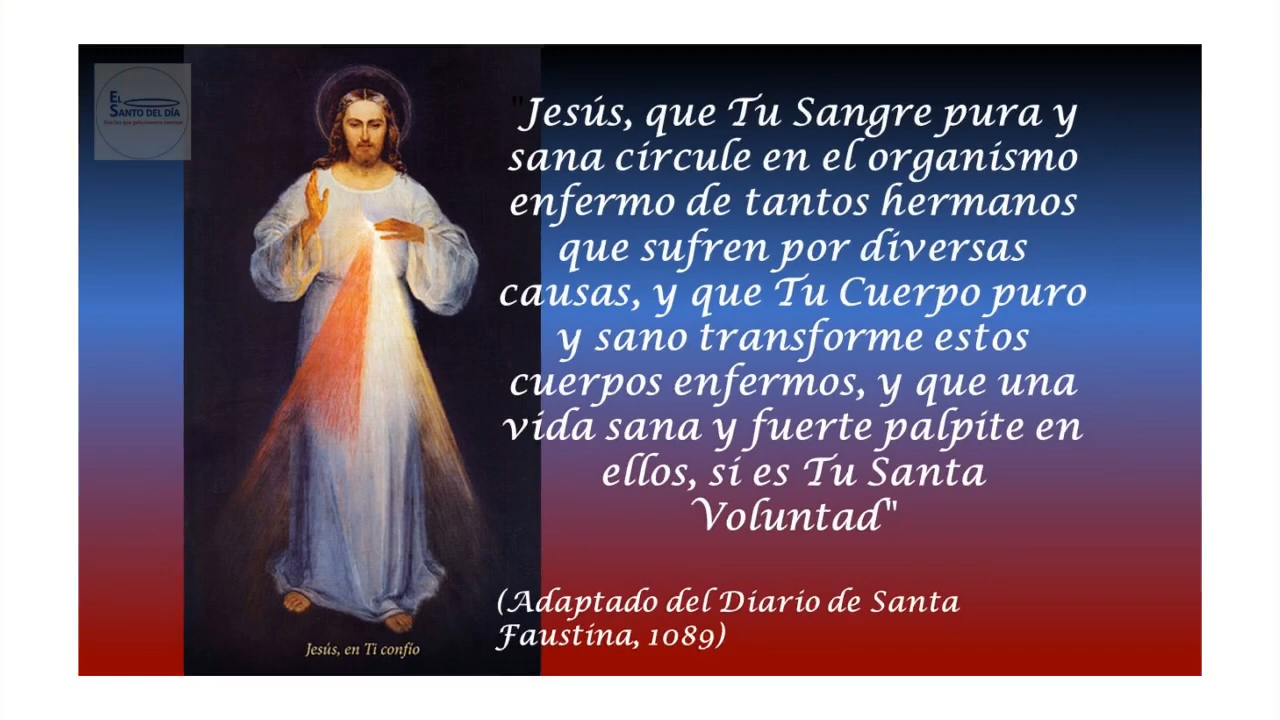 EL
SANTO DEL DÍA
"Jesús, que Tu Sangre pura y
sana circule en el organismo
enfermo de tantos hermanos
que sufren por diversas
causas, y que Tu Cuerpo puro
y sano transforme estos
cuerpos enfermos, y que una
vida sana y fuerte palpite en
ellos, si es Tu Santa
Voluntad"
(Adaptado del Diario de Santa
Faustina, 1089)
Jesús, en Ti confío